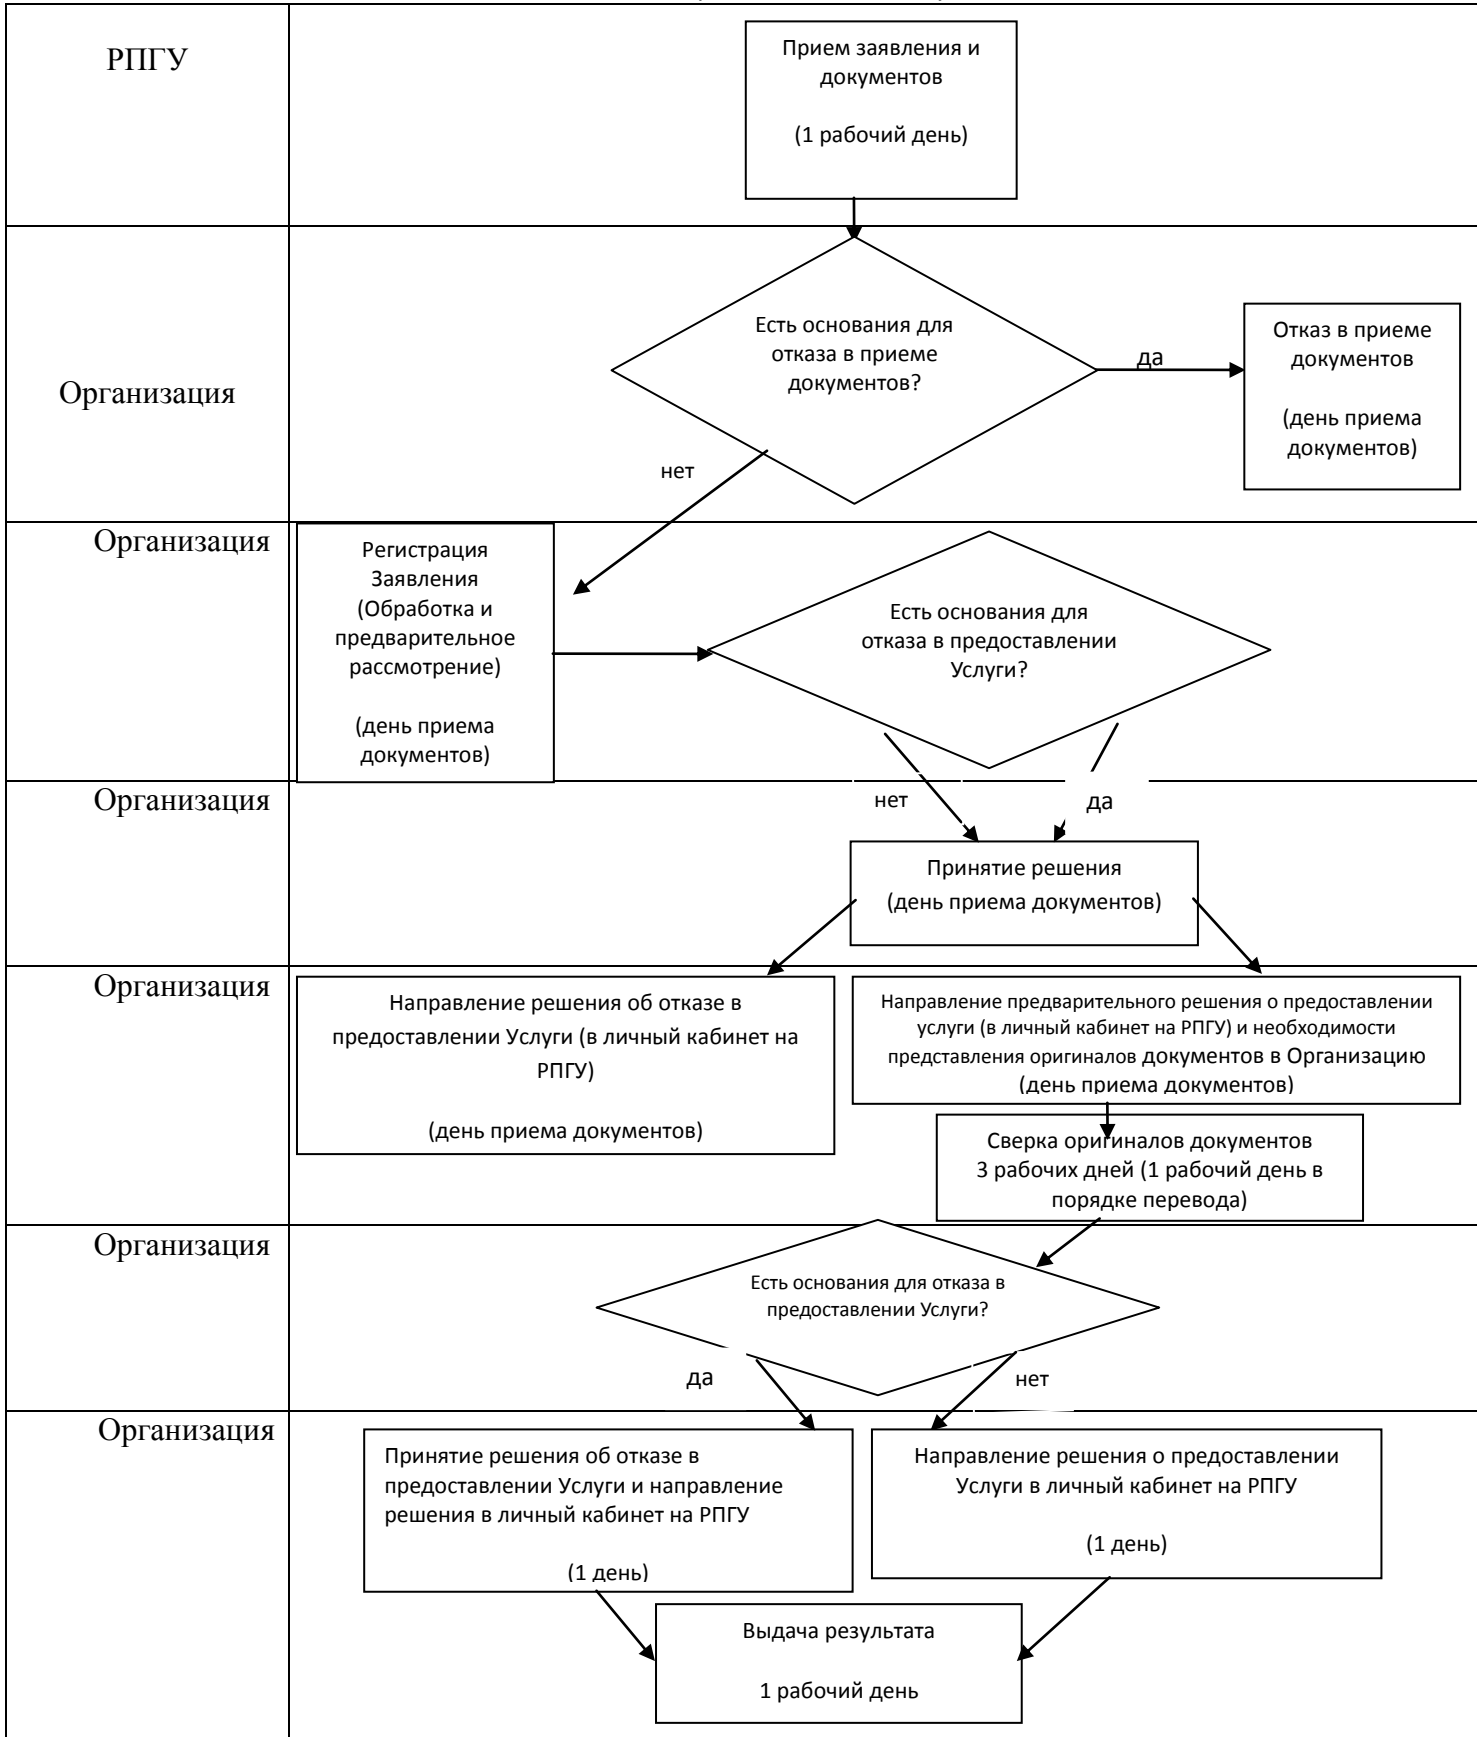 РПГУ
Прием заявления и
документов
(1 рабочий день)
Организация
Есть основания для
отказа в приеме
документов?
да
Отказ в приеме
документов
(день приема
документов)
нет
Организация
Регистрация
Заявления
(Обработка и
предварительное
рассмотрение)
(день приема
документов)
Есть основания для
отказа в предоставлении
Услуги?
Организация
нет
да
Принятие решения
(день приема документов)
Организация
Направление решения об отказе в
предоставлении Услуги (в личный кабинет на
РПГУ)
(день приема документов)
Направление предварительного решения о предоставлении
услуги (в личный кабинет на РПГУ) и необходимости
представления оригиналов документов в Организацию
(день приема документов)
Сверка оригиналов документов
3 рабочих дней (1 рабочий день в
порядке перевода)
Организация
Есть основания для отказа в
предоставлении Услуги?
да
нет
Организация
Принятие решения об отказе в
предоставлении Услуги и направление
решения в личный кабинет на РПГУ
(1 день)
Направление решения о предоставлении
Услуги в личный кабинет на РПГУ
(1 день)
Выдача результата
1 рабочий день